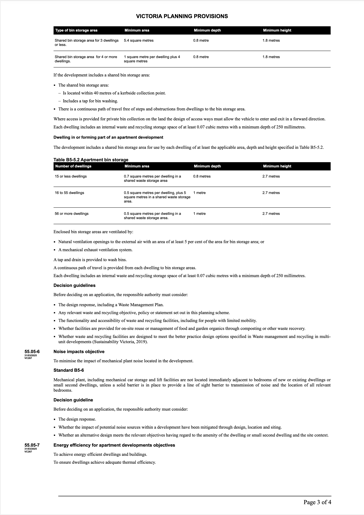 VICTORIA PLANNING PROVISIONS
Type of bin storage area Minimum area Minimum depth Minimum height
Shared bin storage area for 3 dwellings 0.4 square metres 0.8 metre 1.8 metres
or less.
Shared bin storage area for 4 or more 1 square metre per dwelling plus 4 0.8 metre 1.8 metres
dwellings. square metres
If the development includes a shared bin storage area:
• The shared bin storage area:
– Is located within 40 metres of a kerbside collection point.
– Includes a tap for bin washing.
• There is a continuous path of travel free of steps and obstructions from dwellings to the bin storage area.
Where access is provided for private bin collection on the land the design of access ways must allow the vehicle to enter and exit in a forward direction.
Each dwelling includes an internal waste and recycling storage space of at least 0.07 cubic metres with a minimum depth of 250 millimetres.
Dwelling in or forming part of an apartment development
The development includes a shared bin storage area for use by each dwelling of at least the applicable area, depth and height specified in Table B5-5.2.
Table B5-5.2 Apartment bin storage
Number of dwellings Minimum area Minimum depth Minimum height
15 or less dwellings 0.7 square metres per dwelling in a 0.8 metres 2.7 metres
shared waste storage area.
16 to 55 dwellings 0.5 square metres per dwelling, plus 5 1 metre 2.7 metres
square metres in a shared waste storage
area.
56 or more dwellings 0.5 square metres per dwelling in a 1 metre 2.7 metres
shared waste storage area.
Enclosed bin storage areas are ventilated by:
• Natural ventilation openings to the external air with an area of at least 5 per cent of the area for bin storage area; or
• A mechanical exhaust ventilation system.
A tap and drain is provided to wash bins.
A continuous path of travel is provided from each dwelling to bin storage areas.
Each dwelling includes an internal waste and recycling storage space of at least 0.07 cubic metres with a minimum depth of 250 millimetres.
Decision guidelines
Before deciding on an application, the responsible authority must consider:
• The design response, including a Waste Management Plan.
• Any relevant waste and recycling objective, policy or statement set out in this planning scheme.
• The functionality and accessibility of waste and recycling facilities, including for people with limited mobility.
• Whether facilities are provided for on-site reuse or management of food and garden organics through composting or other waste recovery.
• Whether waste and recycling facilities are designed to meet the better practice design options specified in Waste management and recycling in multi-
unit developments (Sustainability Victoria, 2019).
55.05-6 Noise impacts objective
To minimise the impact of mechanical plant noise located in the development.
Standard B5-6
Mechanical plant, including mechanical car storage and lift facilities are not located immediately adjacent to bedrooms of new or existing dwellings or
small second dwellings, unless a solid barrier is in place to provide a line of sight barrier to transmission of noise and the location of all relevant
bedrooms.
Decision guideline
Before deciding on an application, the responsible authority must consider:
• The design response.
• Whether the impact of potential noise sources within a development have been mitigated through design, location and siting.
• Whether an alternative design meets the relevant objectives having regard to the amenity of the dwelling or small second dwelling and the site context.
55.05-7 Energy efficiency for apartment developments objectives
To achieve energy efficient dwellings and buildings.
To ensure dwellings achieve adequate thermal efficiency.
Page 3 of 4